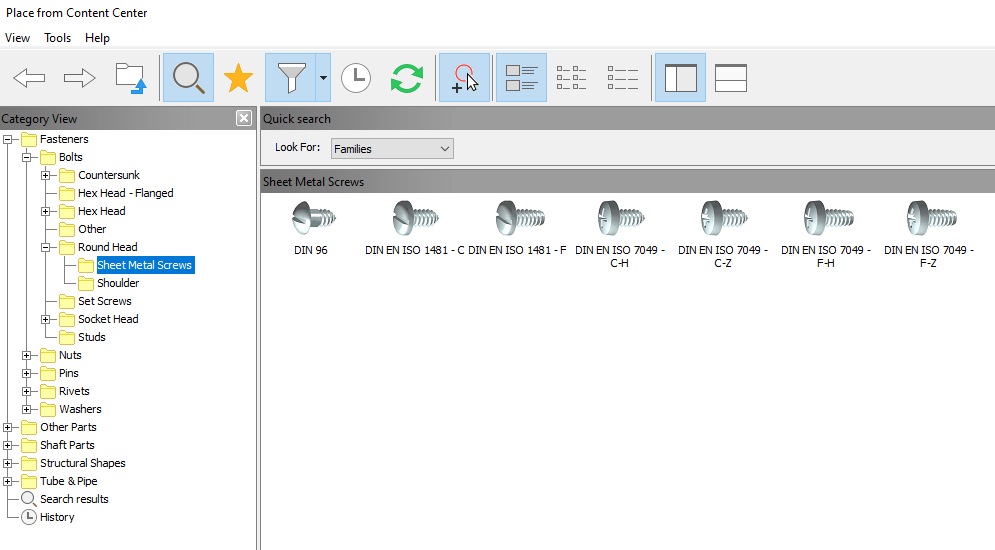 Place from Content Center
View Tools Help
Category View
Fasteners
Bolts
Countersunk
Hex Head - Flanged
Hex Head
Other
Round Head
Sheet Metal Screws
Shoulder
Set Screws
Socket Head
Studs
Nuts
Pins
Rivets
Washers
Other Parts
Shaft Parts
Structural Shapes
Tube & Pipe
Search results
History
Quick search
Look For: Families
Sheet Metal Screws
DIN 96
DIN EN ISO 1481 - C
DIN EN ISO 1481 - F
DIN EN ISO 7049 -
C-H
DIN EN ISO 7049 -
C-Z
DIN EN ISO 7049 -
F-H
DIN EN ISO 7049 -
F-Z